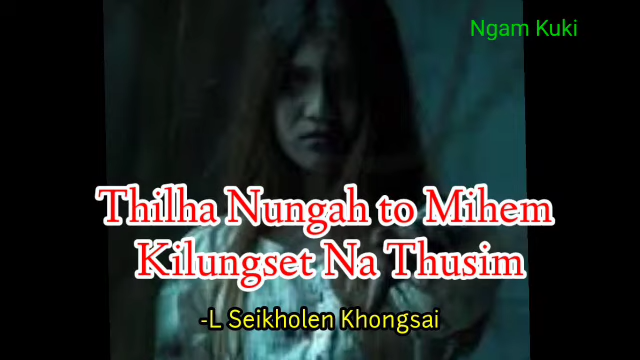 Ngam Kuki
Thilha Nungah to Mihem
Kilungset Na Thusim
-L Seikholen Khongsai